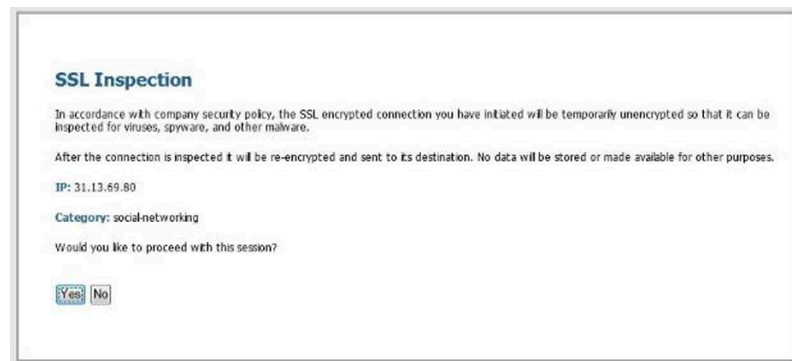 SSL Inspection
In accordance with company security policy, the SSL encrypted connection you have initiated will be temporarily unencrypted so that it can be
inspected for viruses, spyware, and other malware.
After the connection is inspected it will be re-encrypted and sent to its destination. No data will be stored or made available for other purposes.
IP: 31.13.69.80
Category: social-networking
Would you like to proceed with this session?
Yes No